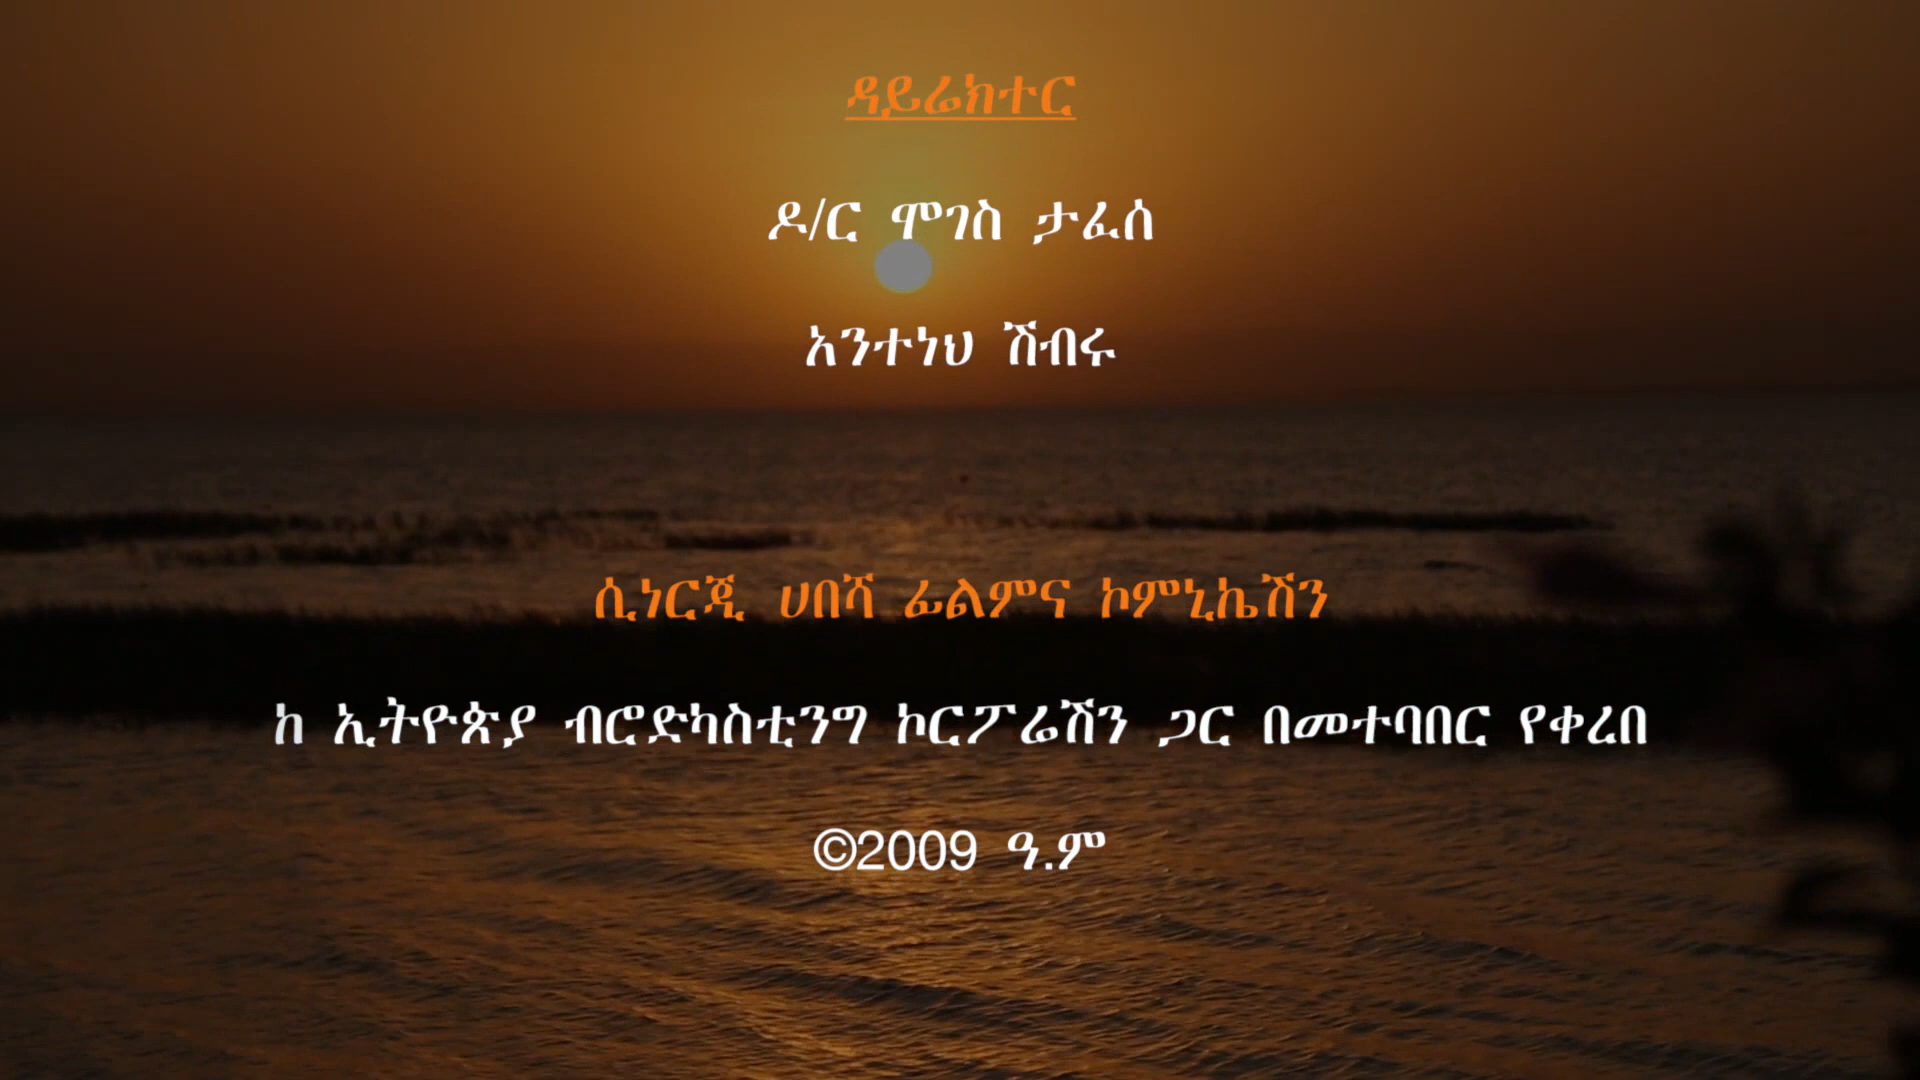 ዳይሬክተር
ዶ/ር ሞገስ ታፈሰ
አንተነህ ሽብሩ
ሲነርጂ ሀበሻ ፊልምና ኮምኒኬሽን
ከ ኢትዮጵያ ብሮድካስቲንግ ኮርፖሬሽን ጋር በመተባበር የቀረበ
©2009 ዓ.ም